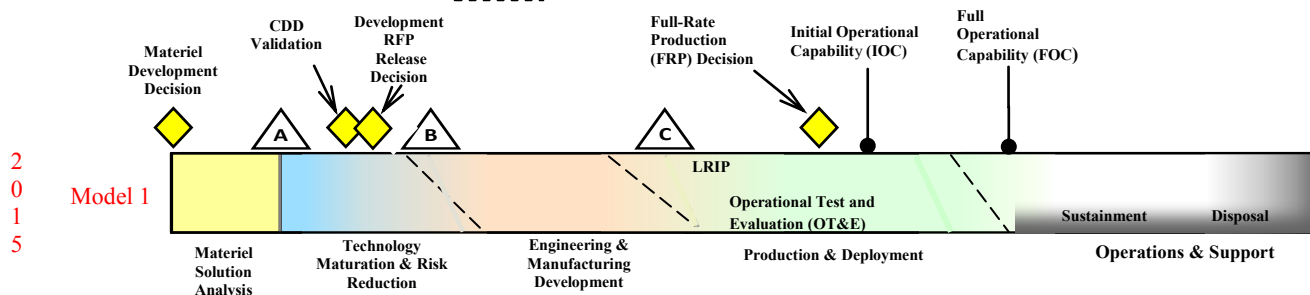 Materiel
Development
Decision
CDD
Validation
Development
RFP
Release
Decision
Full-Rate
Production
(FRP) Decision
Initial Operational
Capability (IOC)
Full
Operational
Capability (FOC)
A
B
C
2
0
1
5
Model 1
LRIP
Operational Test and
Evaluation (OT&E)
Sustainment
Disposal
Materiel
Solution
Analysis
Technology
Maturation & Risk
Reduction
Engineering &
Manufacturing
Development
Production & Deployment
Operations & Support